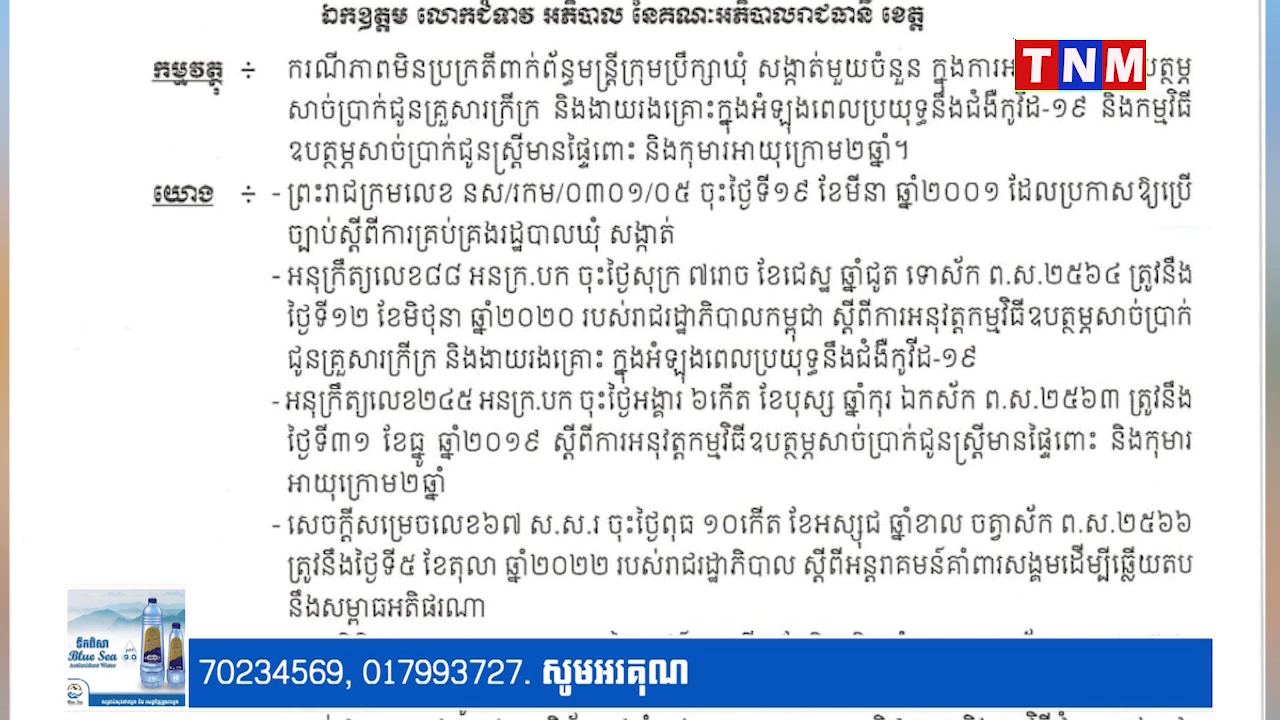 ឯកឧត្តម លោកជំទាវ អភិបាល នៃគណៈអភិបាលរាជធានី ខេត្ត
TNM
កម្មវត្ថុ ÷ ករណីភាពមិនប្រក្រតីពាក់ព័ន្ធមន្ត្រីក្រុមប្រឹក្សាឃុំ សង្កាត់មួយចំនួន ក្នុងការ
សាច់ប្រាក់ជូនគ្រួសារក្រីក្រ និងងាយរងគ្រោះក្នុងអំឡុងពេលប្រយុទ្ធនឹងជំងឺកូវីដ-១៩ និងកម្មវិធី
ឧបត្ថម្ភសាច់ប្រាក់ជូនស្ត្រីមានផ្ទៃពោះ និងកុមារអាយុក្រោម២ឆ្នាំ។
យោង ÷ - ព្រះរាជក្រមលេខ នស/រកម/០៣០១/០៥ ចុះថ្ងៃទី១៩ ខែមីនា ឆ្នាំ២០០១ ដែលប្រកាសឱ្យប្រើ
ច្បាប់ស្តីពីការគ្រប់គ្រងរដ្ឋបាលឃុំ សង្កាត់
- អនុក្រឹត្យលេខ៨៨ អនក្រ.បក ចុះថ្ងៃសុក្រ ៧រោច ខែជេស្ឋ ឆ្នាំជូត ទោស័ក ព.ស.២៥៦៤ ត្រូវនឹង
ថ្ងៃទី១២ ខែមិថុនា ឆ្នាំ២០២០ របស់រាជរដ្ឋាភិបាលកម្ពុជា ស្តីពីការអនុវត្តកម្មវិធីឧបត្ថម្ភសាច់ប្រាក់
ជូនគ្រួសារក្រីក្រ និងងាយរងគ្រោះ ក្នុងអំឡុងពេលប្រយុទ្ធនឹងជំងឺកូវីដ-១៩
- អនុក្រឹត្យលេខ២៤៥ អនក្រ.បក ចុះថ្ងៃអង្គារ ៦កើត ខែបុស្ស ឆ្នាំកុរ ឯកស័ក ព.ស.២៥៦៣ ត្រូវនឹង
ថ្ងៃទី៣១ ខែធ្នូ ឆ្នាំ២០១៩ ស្តីពីការអនុវត្តកម្មវិធីឧបត្ថម្ភសាច់ប្រាក់ជូនស្ត្រីមានផ្ទៃពោះ និងកុមារ
អាយុក្រោម២ឆ្នាំ
- សេចក្តីសម្រេចលេខ៦៧ ស.ស.រ ចុះថ្ងៃពុធ ១០កើត ខែអស្សុជ ឆ្នាំខាល ចត្វាស័ក ព.ស.២៥៦៦
ត្រូវនឹងថ្ងៃទី៥ ខែតុលា ឆ្នាំ២០២២ របស់រាជរដ្ឋាភិបាល ស្តីពីអន្តរាគមន៍គាំពារសង្គមដើម្បីឆ្លើយតប
នឹងសម្ពាធអតិផរណា
ទឹកពិសា
Blue Sea
Antioxidant Water
70234569, 017993727. សូមអរគុណ